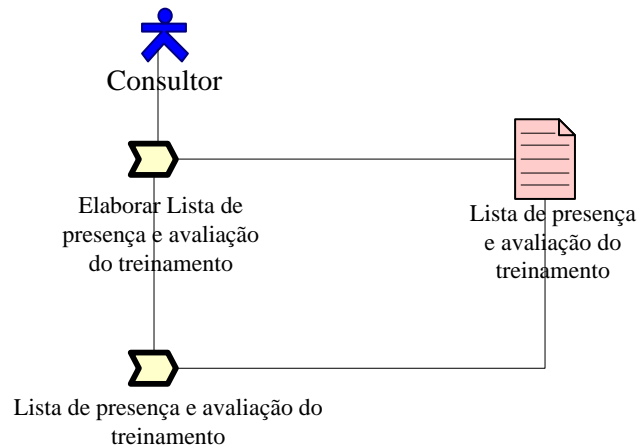 Consultor
Elaborar Lista de
presença e avaliação
do treinamento
Lista de presença
e avaliação do
treinamento
Lista de presença e avaliação do
treinamento